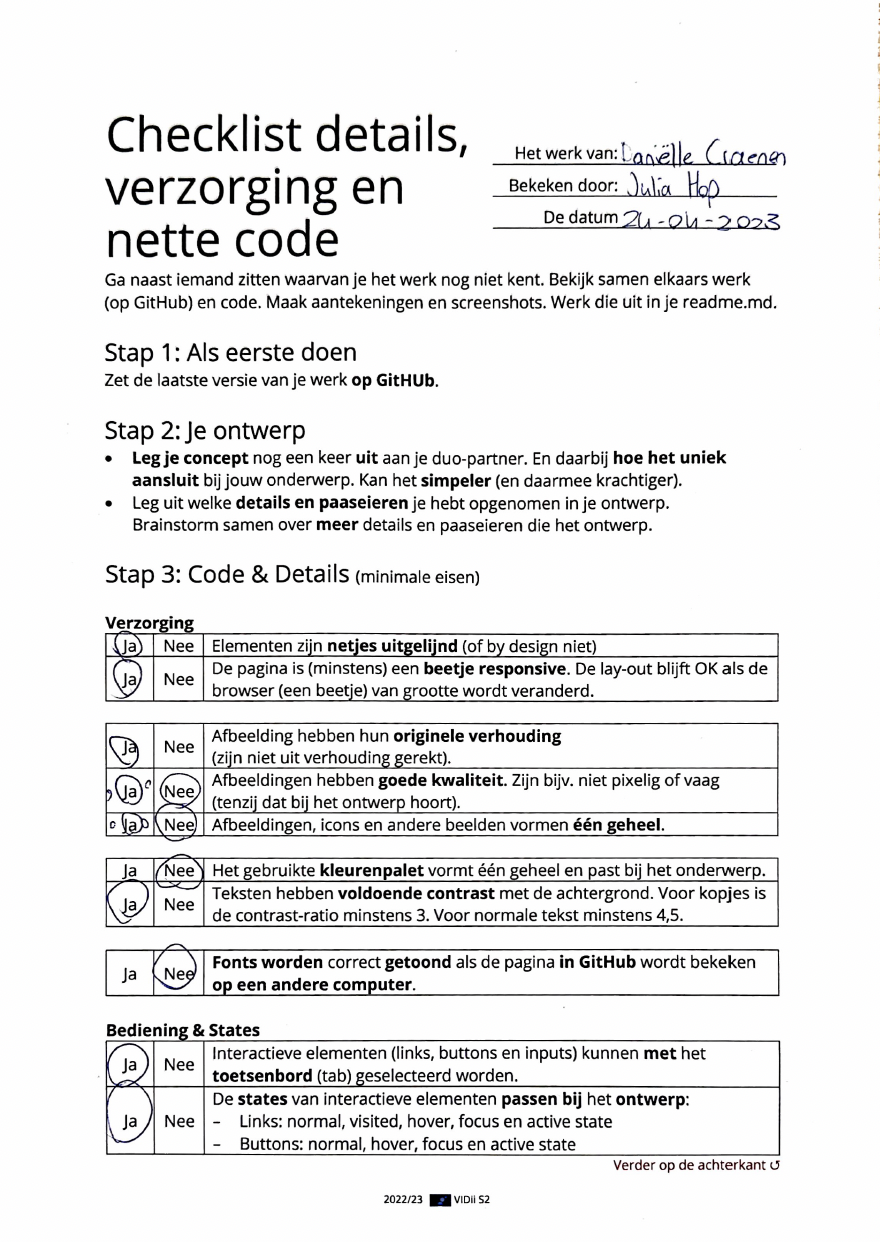 Checklist details,
verzorging en
nette code
Het werk van: Daniëlle Craenen
Bekeken door: Julia Hop
De datum 24-04-2023
Ga naast iemand zitten waarvan je het werk nog niet kent. Bekijk samen elkaars werk
(op GitHub) en code. Maak aantekeningen en screenshots. Werk die uit in je readme.md.
Stap 1: Als eerste doen
Zet de laatste versie van je werk op GitHUb.
Stap 2: Je ontwerp
• Leg je concept nog een keer uit aan je duo-partner. En daarbij hoe het uniek
aansluit bij jouw onderwerp. Kan het simpeler (en daarmee krachtiger).
• Leg uit welke details en paaseieren je hebt opgenomen in je ontwerp.
Brainstorm samen over meer details en paaseieren die het ontwerp.
Stap 3: Code & Details (minimale eisen)
Verzorging
Ja Nee Elementen zijn netjes uitgelijnd (of by design niet)
Ja Nee De pagina is (minstens) een beetje responsive. De lay-out blijft OK als de
browser (een beetje) van grootte wordt veranderd.
Ja Nee Afbeelding hebben hun originele verhouding
(zijn niet uit verhouding gerekt).
Ja Nee Afbeeldingen hebben goede kwaliteit. Zijn bijv. niet pixelig of vaag
(tenzij dat bij het ontwerp hoort).
Ja Nee Afbeeldingen, icons en andere beelden vormen één geheel.
Ja Nee Het gebruikte kleurenpalet vormt één geheel en past bij het onderwerp.
Ja Nee Teksten hebben voldoende contrast met de achtergrond. Voor kopjes is
de contrast-ratio minstens 3. Voor normale tekst minstens 4,5.
Ja Nee Fonts worden correct getoond als de pagina in GitHub wordt bekeken
op een andere computer.
Bediening & States
Ja Nee Interactieve elementen (links, buttons en inputs) kunnen met het
toetsenbord (tab) geselecteerd worden.
Ja Nee De states van interactieve elementen passen bij het ontwerp:
– Links: normal, visited, hover, focus en active state
– Buttons: normal, hover, focus en active state
Verder op de achterkant ↺
2022/23 VIDii S2